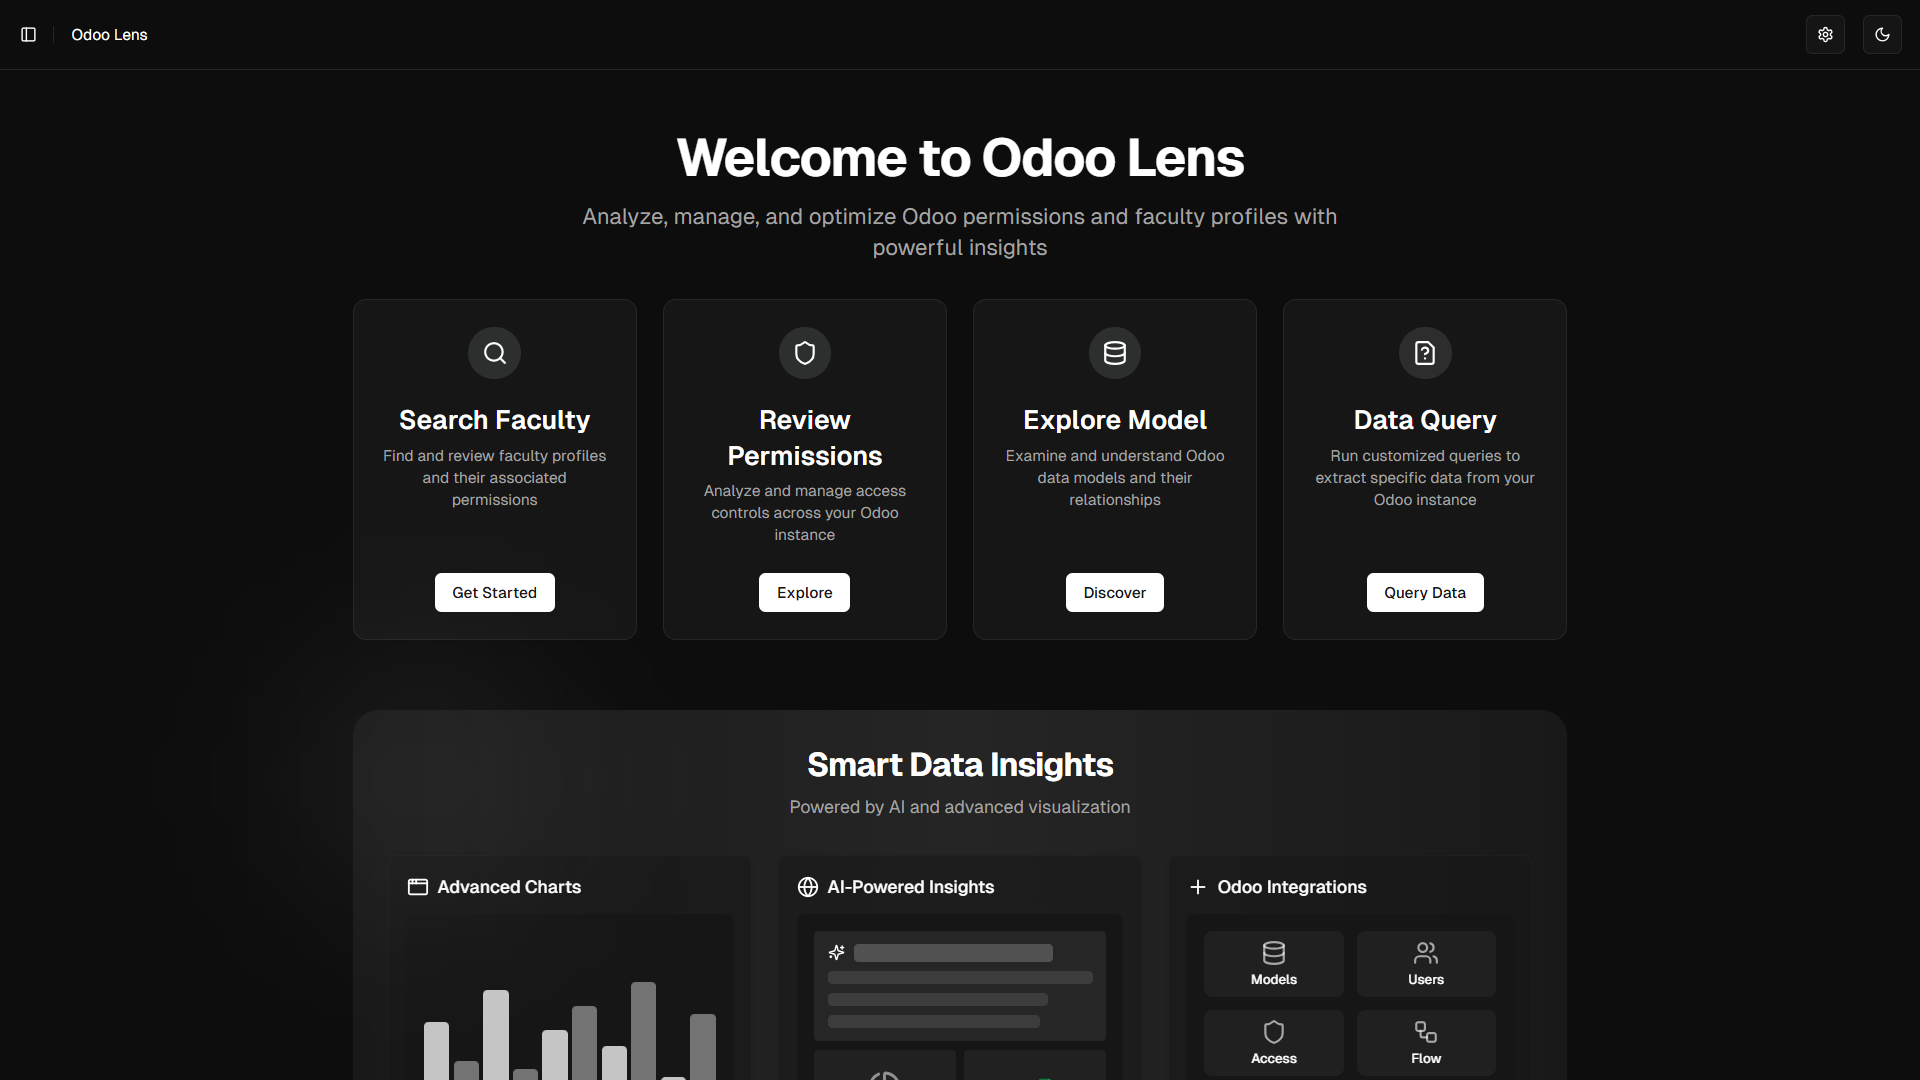 Odoo Lens
Welcome to Odoo Lens
Analyze, manage, and optimize Odoo permissions and faculty profiles with
powerful insights
Search Faculty
Find and review faculty profiles
and their associated
permissions
Get Started
Review
Permissions
Analyze and manage access
controls across your Odoo
instance
Explore
Explore Model
Examine and understand Odoo
data models and their
relationships
Discover
Data Query
Run customized queries to
extract specific data from your
Odoo instance
Query Data
Smart Data Insights
Powered by AI and advanced visualization
Advanced Charts
AI-Powered Insights
Odoo Integrations
Models
Users
Access
Flow